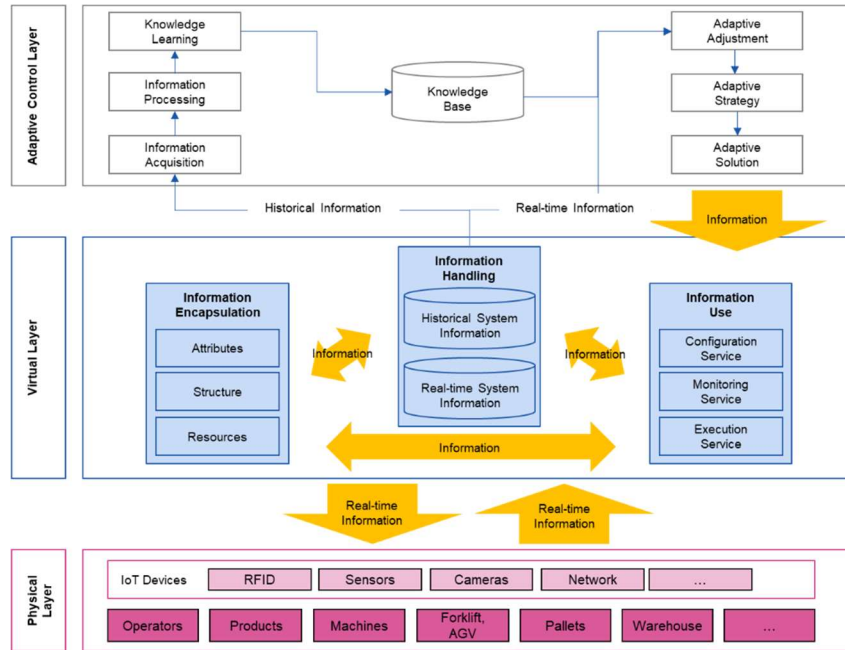 Adaptive Control Layer
Knowledge
Learning
Information
Processing
Information
Acquisition
Knowledge
Base
Adaptive
Adjustment
Adaptive
Strategy
Adaptive
Solution
Historical Information
Real-time Information
Information
Virtual Layer
Information
Encapsulation
Attributes
Structure
Resources
Information
Information
Handling
Historical System
Information
Real-time System
Information
Information
Information
Use
Configuration
Service
Monitoring
Service
Execution
Service
Information
Real-time
Information
Real-time
Information
Physical
Layer
IoT Devices
RFID
Sensors
Cameras
Network
...
Operators
Products
Machines
Forklift,
AGV
Pallets
Warehouse
...